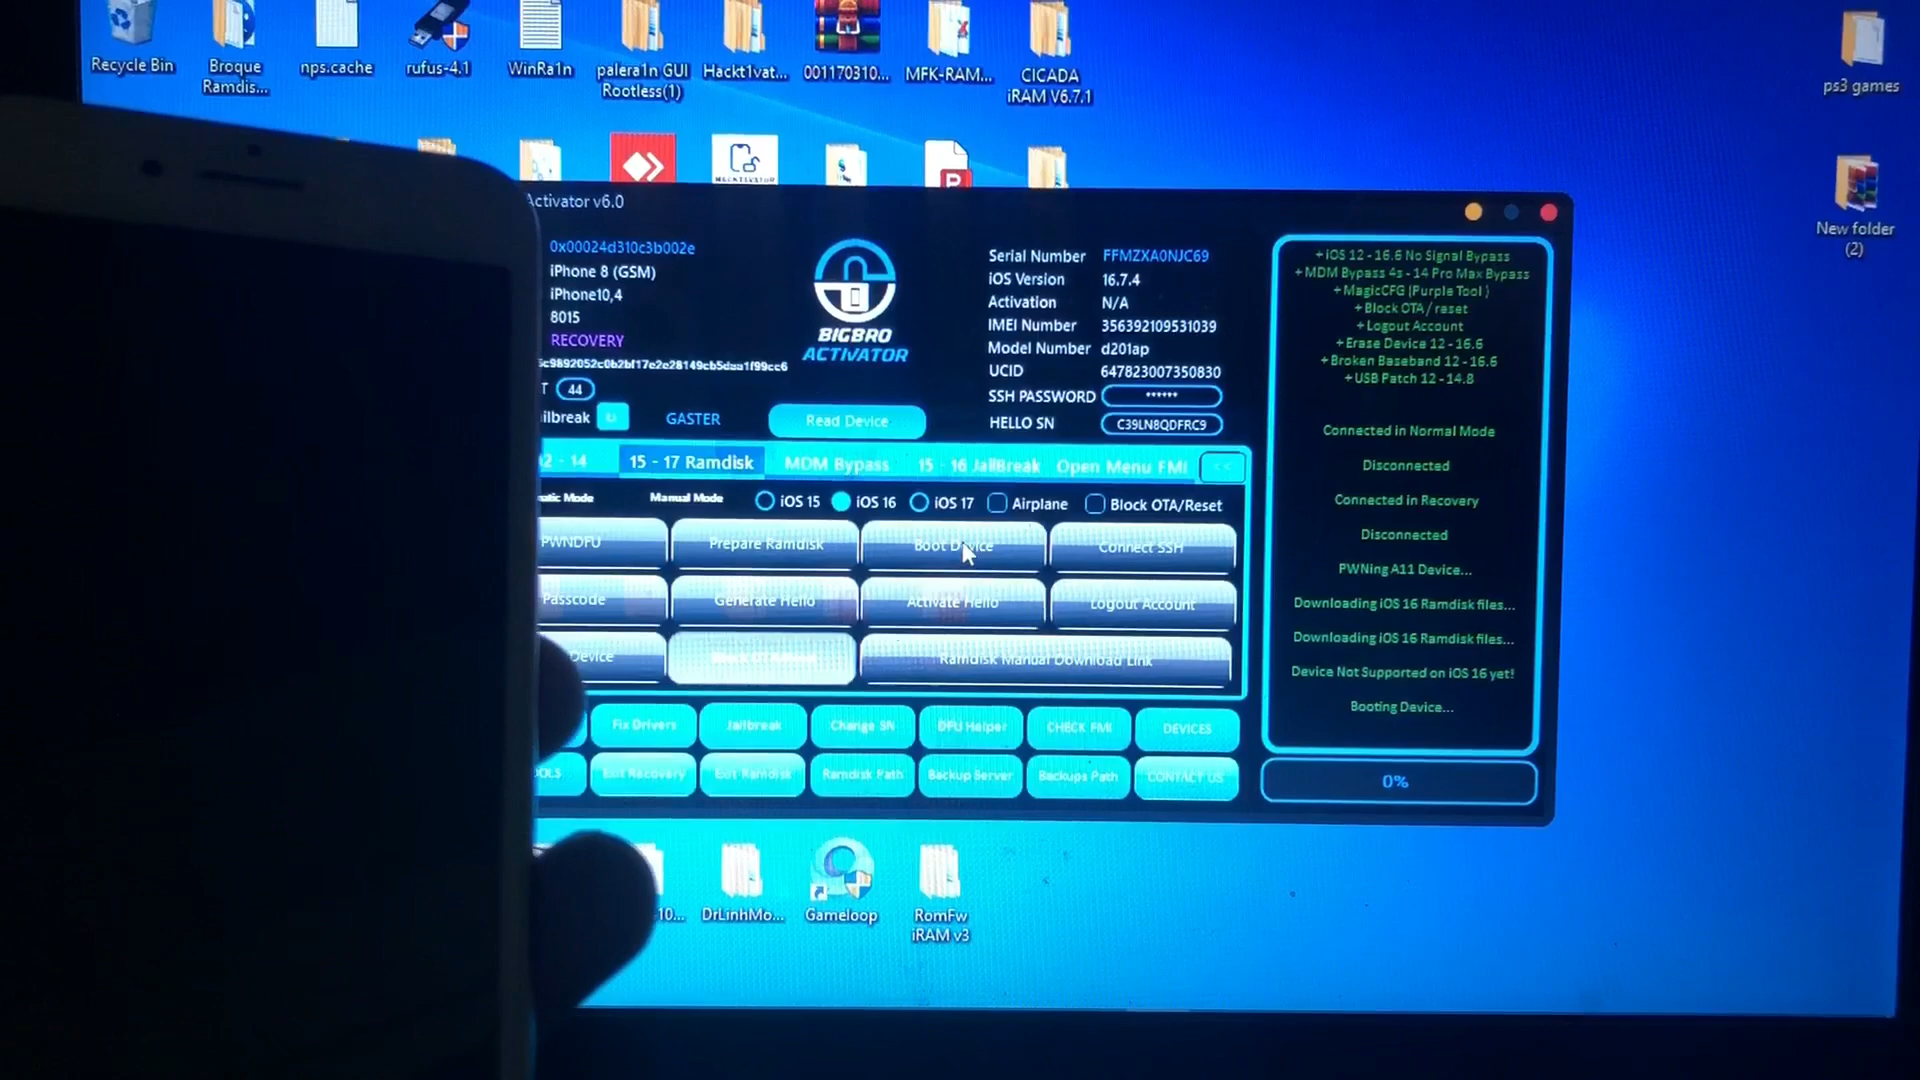 Recycle Bin
Broque
Ramdis...
nps.cache
rufus-4.1
WinRa1n
palera1n GUI
Rootless(1)
Hackt1vat...
001170310...
MFK-RAM...
CICADA
iRAM V6.7.1
ps3 games
New folder
(2)
Activator v6.0
0x00024d310c3b002e
iPhone 8 (GSM)
iPhone10,4
8015
RECOVERY
T 44
ilbreak
GASTER
Read Device
BIGBRO
ACTIVATOR
Serial Number FFMZXA0NJC69
iOS Version 16.7.4
Activation N/A
IMEI Number 356392109531039
Model Number d201ap
UCID 647823007350830
SSH PASSWORD ******
HELLO SN C39LN8QDFRC9
12 - 14
15 - 17 Ramdisk
MDM Bypass
15 - 16 JailBreak
Open Menu FMI
<<
atic Mode
Manual Mode
iOS 15
iOS 16
iOS 17
Airplane
Block OTA/Reset
PWNDFU
Prepare Ramdisk
Boot Device
Connect SSH
Passcode
Generate Hello
Activate Hello
Logout Account
Device
Ramdisk Manual Download Link
Fix Drivers
Jailbreak
Change SN
DFU Helper
CHECK FMI
DEVICES
OOLS
Exit Recovery
Exit Ramdisk
Ramdisk Path
Backup Server
Backups Path
CONTACT US
+ iOS 12 - 16.6 No Signal Bypass
+ MDM Bypass 4s - 14 Pro Max Bypass
+ MagicCFG (Purple Tool )
+ Block OTA / reset
+ Logout Account
+ Erase Device 12 - 16.6
+ Broken Baseband 12 - 16.6
+ USB Patch 12 - 14.8
Connected in Normal Mode
Disconnected
Connected in Recovery
Disconnected
PWNing A11 Device...
Downloading iOS 16 Ramdisk files...
Downloading iOS 16 Ramdisk files...
Device Not Supported on iOS 16 yet!
Booting Device...
0%
10...
DrLinhMo...
Gameloop
RomFw
iRAM v3